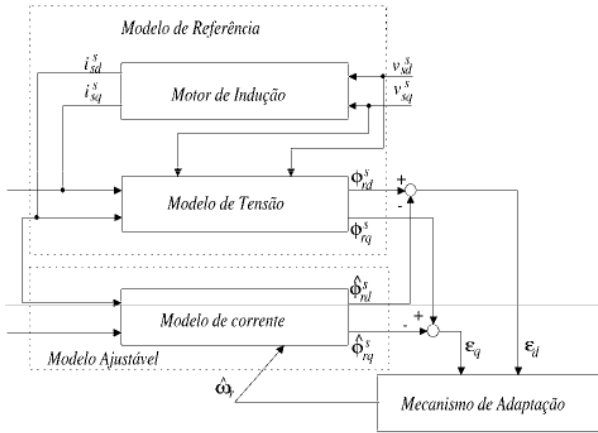 Modelo de Referência
i^s_sd
v^s_sd
Motor de Indução
i^s_sq
v^s_sq
ϕ^s_rd
+
Modelo de Tensão
-
ϕ^s_rq
ϕ̂^s_rd
Modelo de corrente
+
-
ϕ̂^s_rq
Modelo Ajustável
ε_q
ε_d
ω̂_r
Mecanismo de Adaptação